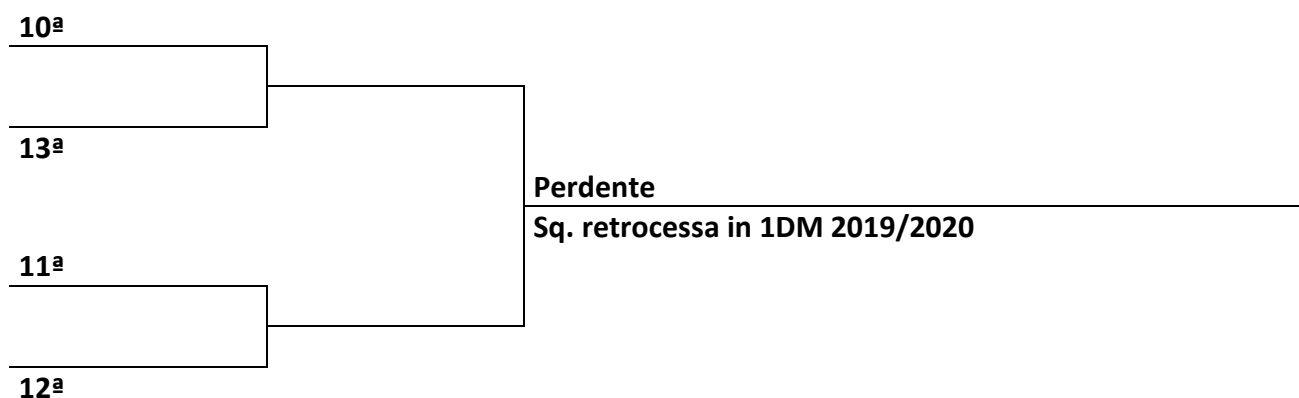 10ª
13ª
Perdente
Sq. retrocessa in 1DM 2019/2020
11ª
12ª